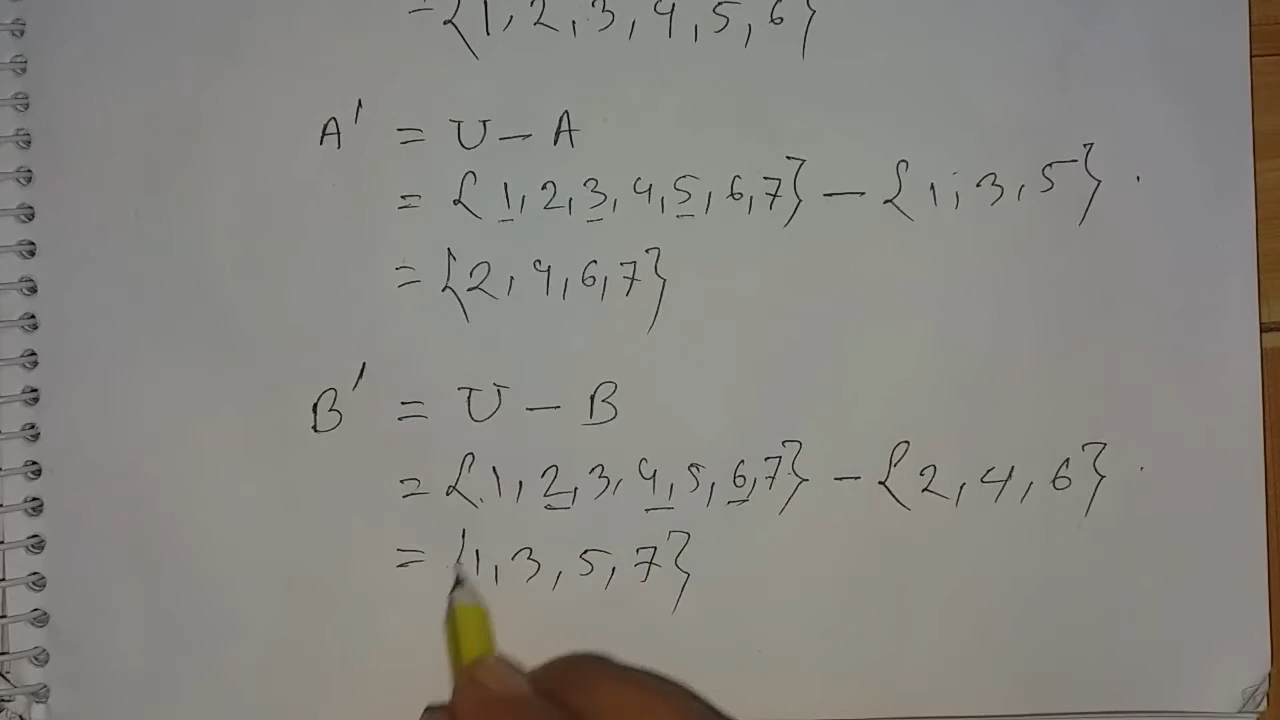 = {1, 2, 3, 4, 5, 6}
A' = U - A
= {1, 2, 3, 4, 5, 6, 7} - {1, 3, 5}.
= {2, 4, 6, 7}
B' = U - B
= {1, 2, 3, 4, 5, 6, 7} - {2, 4, 6}.
= {1, 3, 5, 7}